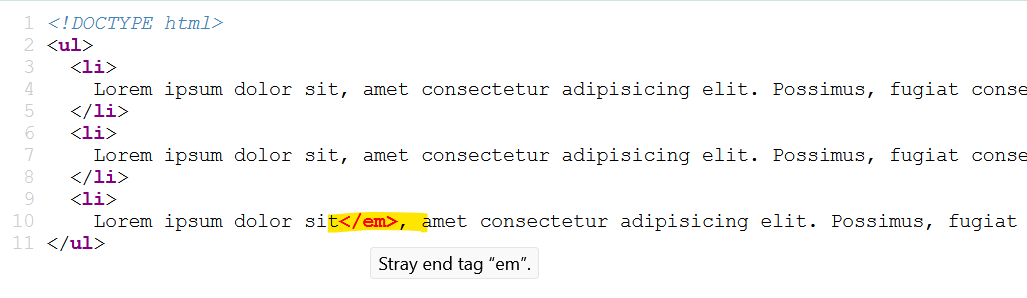 1 <!DOCTYPE html>
2 <ul>
3 <li>
4 Lorem ipsum dolor sit, amet consectetur adipisicing elit. Possimus, fugiat conse
5 </li>
6 <li>
7 Lorem ipsum dolor sit, amet consectetur adipisicing elit. Possimus, fugiat conse
8 </li>
9 <li>
10 Lorem ipsum dolor sit</em>, amet consectetur adipisicing elit. Possimus, fugiat
11 </ul>
Stray end tag “em”.